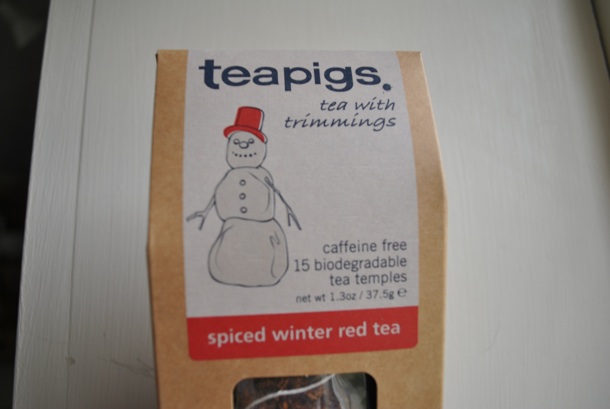 teapigs.
tea with
trimmings
caffeine free
15 biodegradable
tea temples
net wt 1.3oz / 37.5g ℮
spiced winter red tea